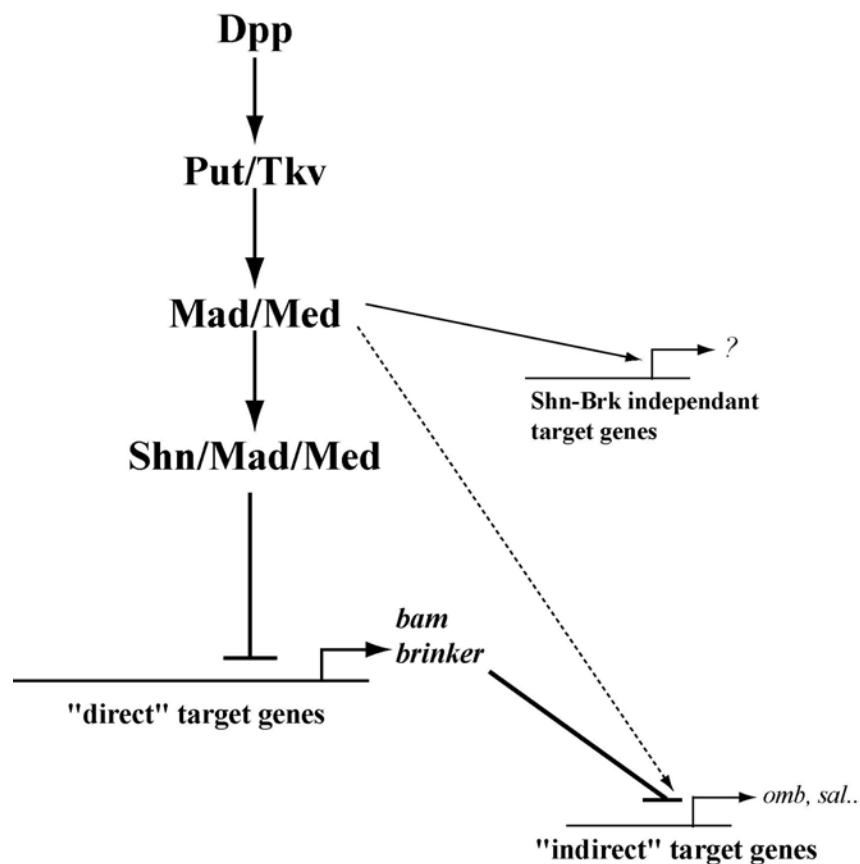 Dpp
Put/Tkv
Mad/Med
?
Shn-Brk independant
target genes
Shn/Mad/Med
bam
brinker
"direct" target genes
omb, sal..
"indirect" target genes